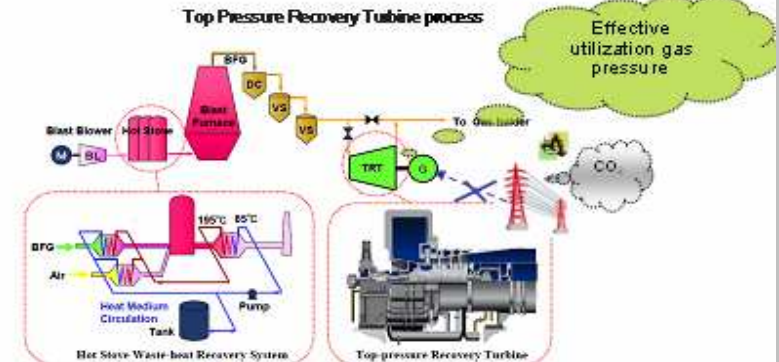 Top Pressure Recovery Turbine process
Effective
utilization gas
pressure
BFG
DC
VS
VS
Blast
Furnace
Blast Blower
Hot Stove
M
BL
To Gas holder
TRT
G
CO₂
195°C
85°C
BFG
Air
Heat Medium
Circulation
Pump
Tank
Hot Stove Waste-heat Recovery System
Top-pressure Recovery Turbine